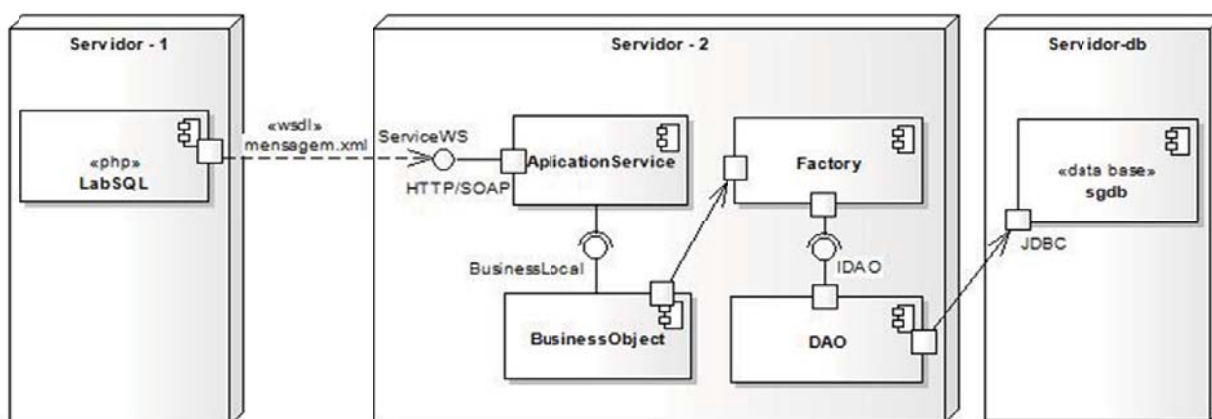 Servidor - 1
«php»
LabSQL
«wsdl»
mensagem.xml
Servidor - 2
ServiceWS
HTTP/SOAP
AplicationService
BusinessLocal
BusinessObject
Factory
IDAO
DAO
Servidor-db
«data base»
sgdb
JDBC